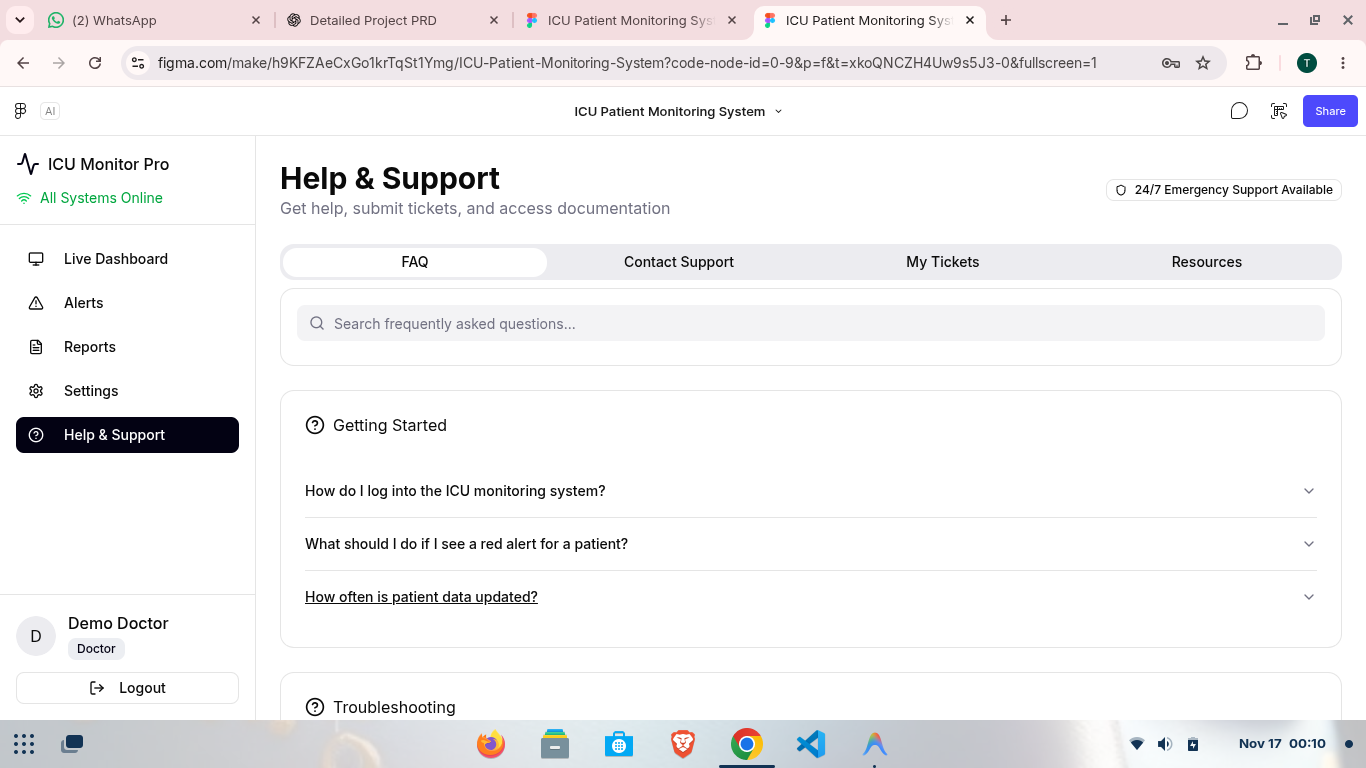 (2) WhatsApp
Detailed Project PRD
ICU Patient Monitoring Sys
ICU Patient Monitoring Sys
figma.com/make/h9KFZAeCxGo1krTqSt1Ymg/ICU-Patient-Monitoring-System?code-node-id=0-9&p=f&t=xkoQNCZH4Uw9s5J3-0&fullscreen=1
T
AI
ICU Patient Monitoring System
Share
ICU Monitor Pro
All Systems Online
Live Dashboard
Alerts
Reports
Settings
Help & Support
D
Demo Doctor
Doctor
Logout
Help & Support
Get help, submit tickets, and access documentation
24/7 Emergency Support Available
FAQ
Contact Support
My Tickets
Resources
Search frequently asked questions...
Getting Started
How do I log into the ICU monitoring system?
What should I do if I see a red alert for a patient?
How often is patient data updated?
Troubleshooting
Nov 17 00:10